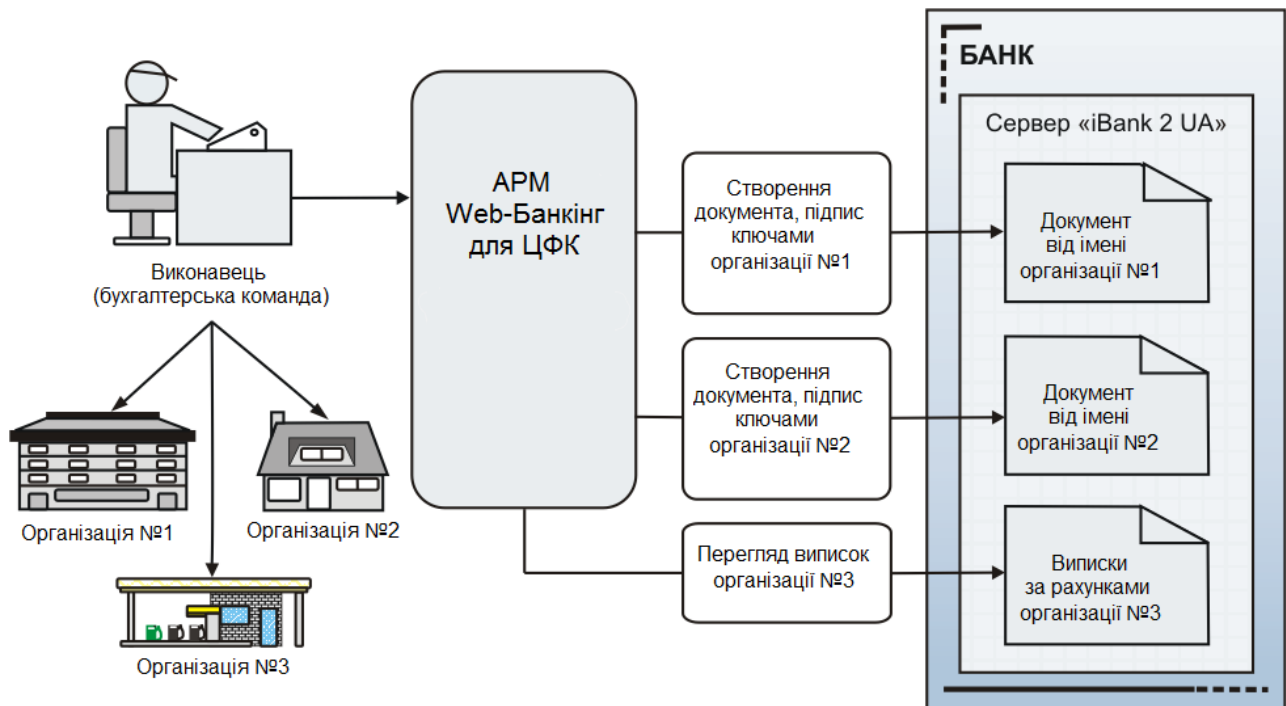 БАНК
Сервер «iBank 2 UA»
Виконавець
(бухгалтерська команда)
Організація №1
Організація №2
Організація №3
АРМ
Web-Банкінг
для ЦФК
Створення
документа, підпис
ключами
організації №1
Документ
від імені
організації №1
Створення
документа, підпис
ключами
організації №2
Документ
від імені
організації №2
Перегляд виписок
організації №3
Виписки
за рахунками
організації №3